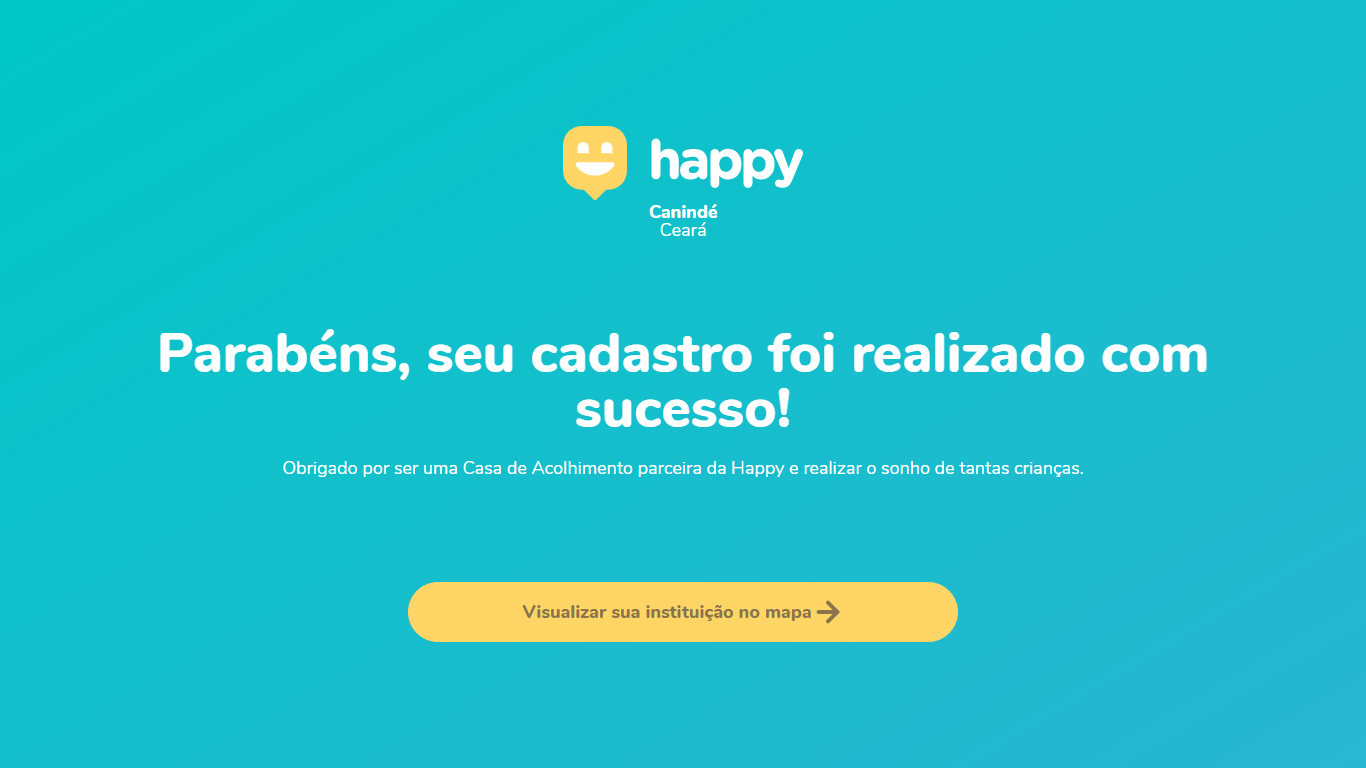 happy
Canindé
Ceará
Parabéns, seu cadastro foi realizado com
sucesso!
Obrigado por ser uma Casa de Acolhimento parceira da Happy e realizar o sonho de tantas crianças.
Visualizar sua instituição no mapa